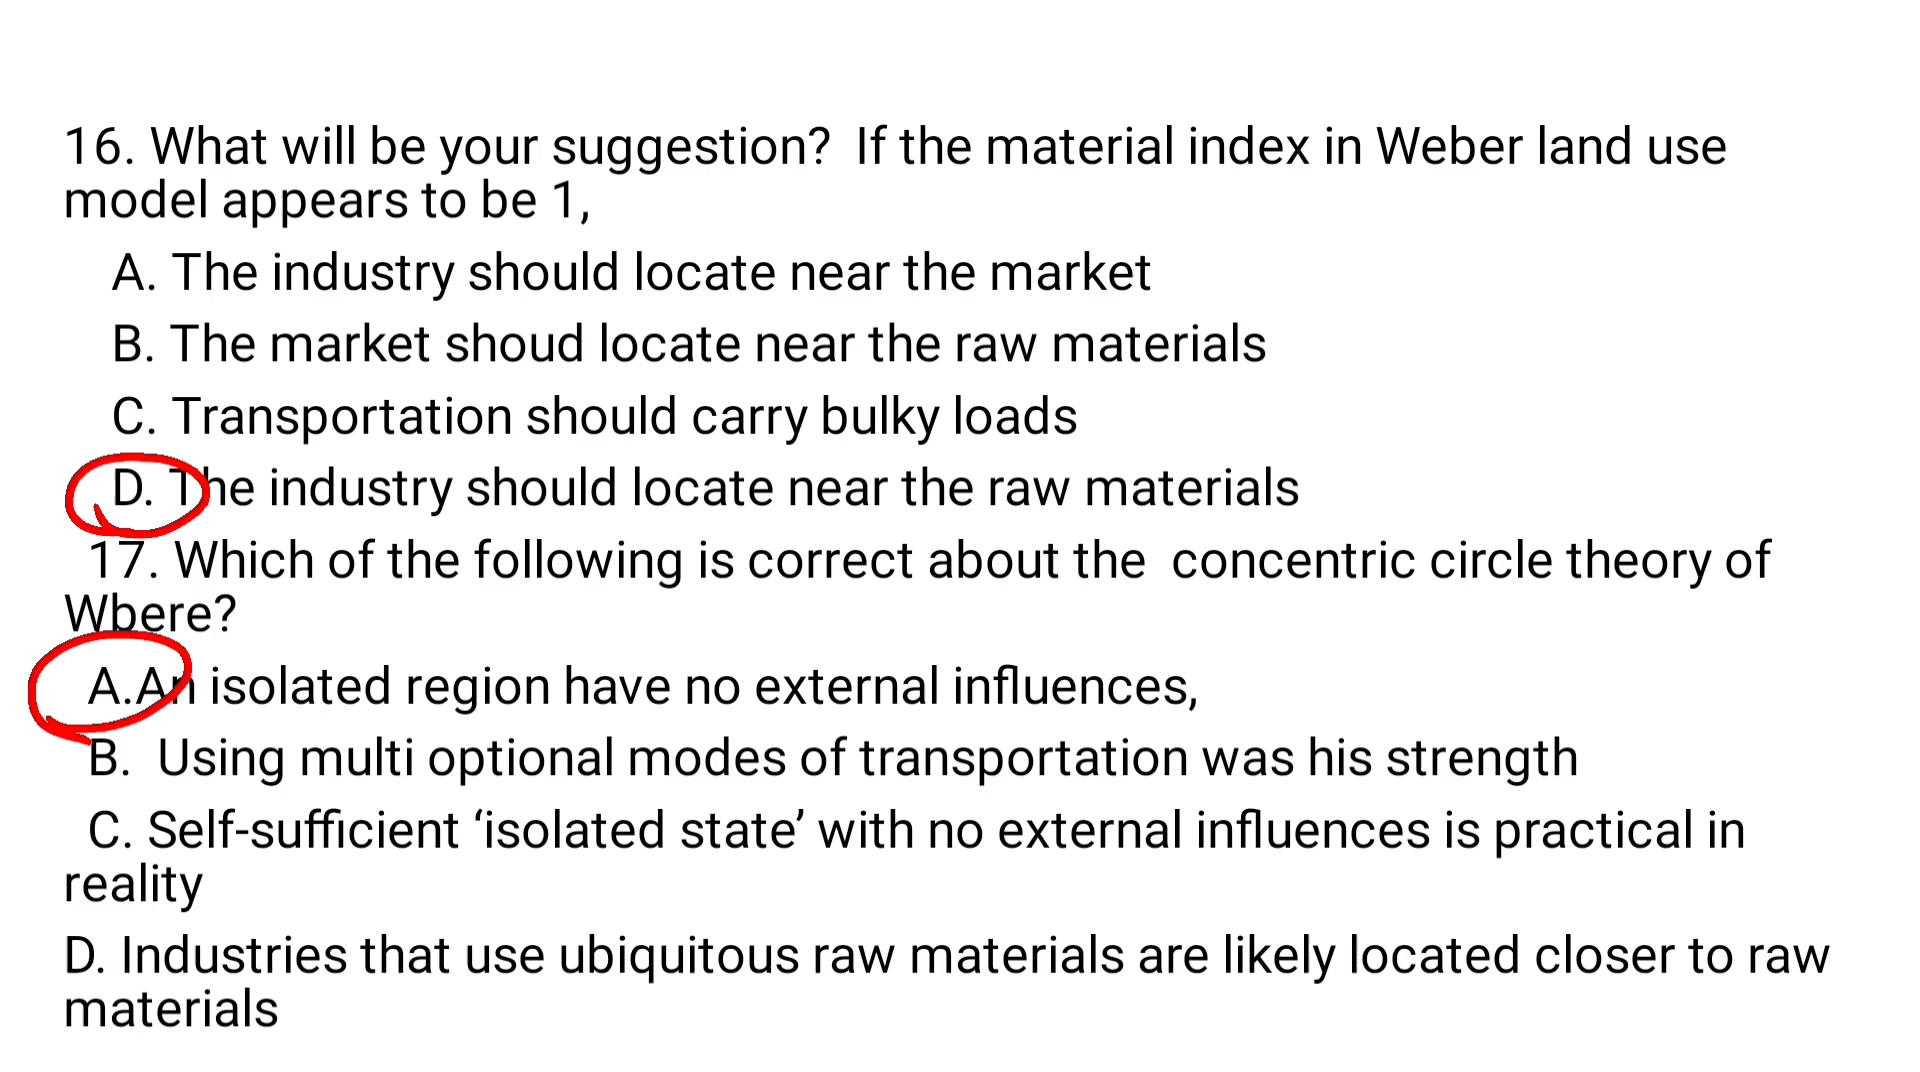 16. What will be your suggestion?  If the material index in Weber land use
model appears to be 1,
A. The industry should locate near the market
B. The market shoud locate near the raw materials
C. Transportation should carry bulky loads
D. The industry should locate near the raw materials
17. Which of the following is correct about the  concentric circle theory of
Wbere?
A.An isolated region have no external influences,
B.  Using multi optional modes of transportation was his strength
C. Self-sufficient ‘isolated state’ with no external influences is practical in
reality
D. Industries that use ubiquitous raw materials are likely located closer to raw
materials